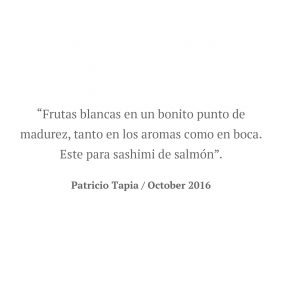 “Frutas blancas en un bonito punto de
madurez, tanto en los aromas como en boca.
Este para sashimi de salmón”.
Patricio Tapia / October 2016